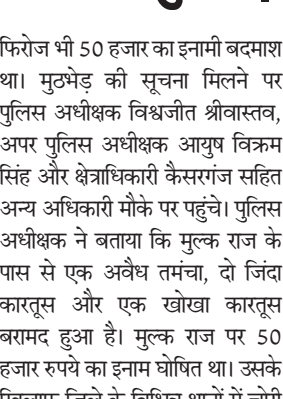 फिरोज भी 50 हजार का इनामी बदमाश
था। मुठभेड़ की सूचना मिलने पर
पुलिस अधीक्षक विश्वजीत श्रीवास्तव,
अपर पुलिस अधीक्षक आयुष विक्रम
सिंह और क्षेत्राधिकारी कैसरगंज सहित
अन्य अधिकारी मौके पर पहुंचे। पुलिस
अधीक्षक ने बताया कि मुल्क राज के
पास से एक अवैध तमंचा, दो जिंदा
कारतूस और एक खोखा कारतूस
बरामद हुआ है। मुल्क राज पर 50
हजार रुपये का इनाम घोषित था। उसके